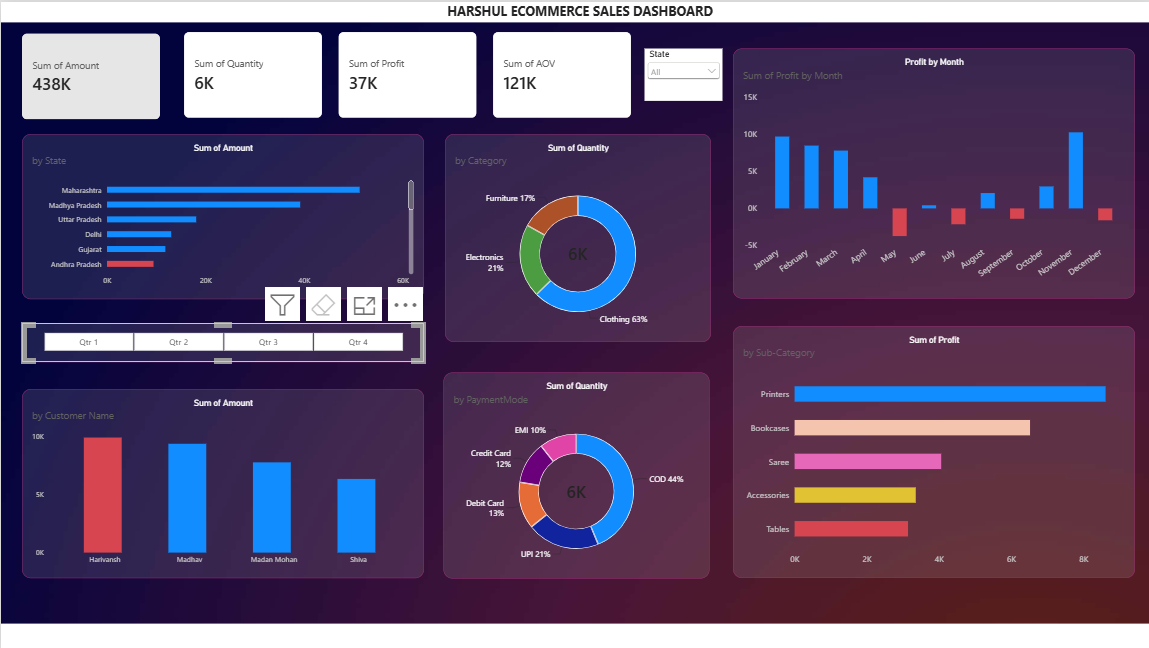 HARSHUL ECOMMERCE SALES DASHBOARD
Sum of Amount
438K
Sum of Quantity
6K
Sum of Profit
37K
Sum of AOV
121K
State
All
Sum of Amount
by State
Maharashtra
Madhya Pradesh
Uttar Pradesh
Delhi
Gujarat
Andhra Pradesh
0K 20K 40K 60K
Qtr 1 Qtr 2 Qtr 3 Qtr 4
Sum of Amount
by Customer Name
10K
5K
0K
Harivansh Madhav Madan Mohan Shiva
Sum of Quantity
by Category
Furniture 17%
Electronics
21%
6K
Clothing 63%
Sum of Quantity
by PaymentMode
EMI 10%
Credit Card
12%
COD 44%
6K
Debit Card
13%
UPI 21%
Profit by Month
Sum of Profit by Month
15K
10K
5K
0K
-5K
January February March April May June July August September October November December
Sum of Profit
by Sub-Category
Printers
Bookcases
Saree
Accessories
Tables
0K 2K 4K 6K 8K